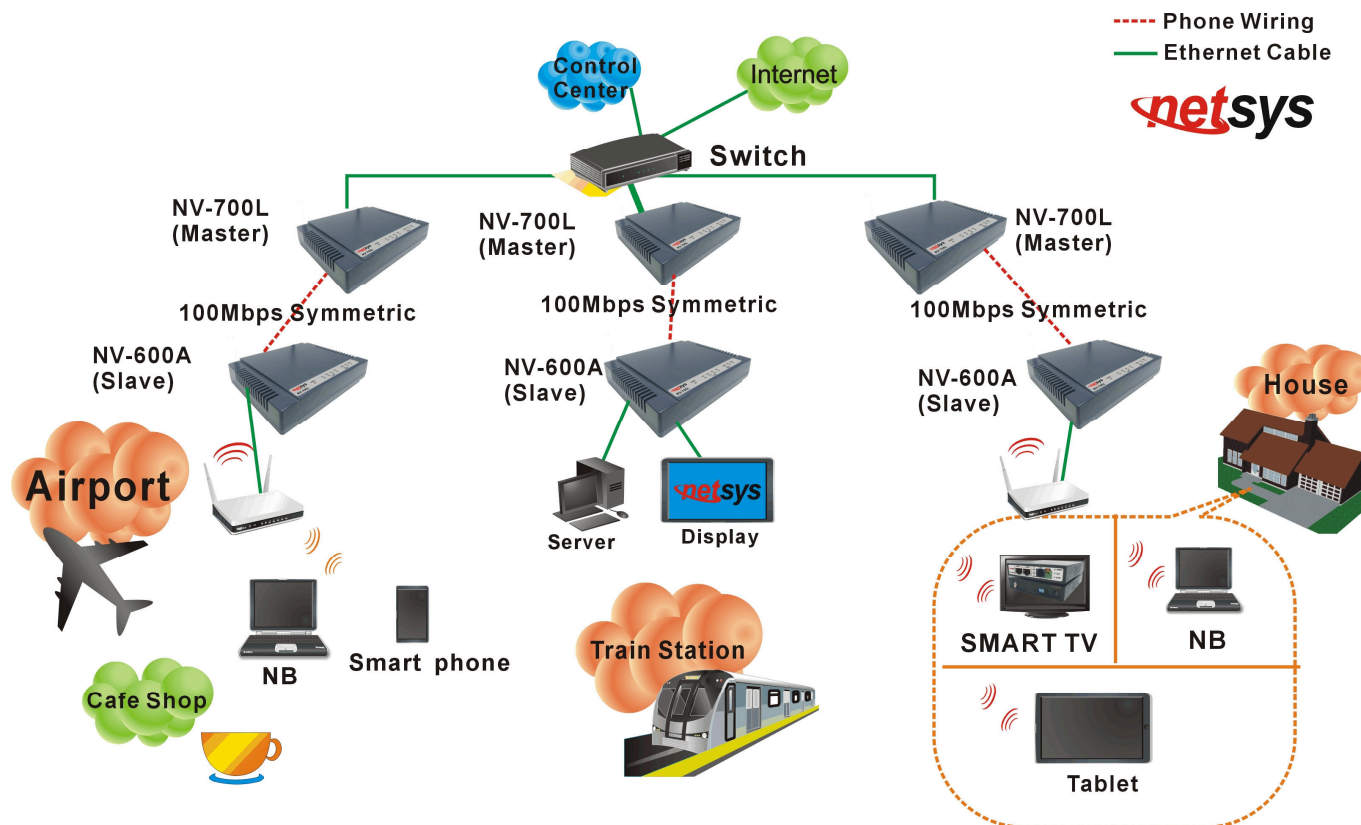 Phone Wiring
Ethernet Cable
netsys
Control
Center
Internet
Switch
NV-700L
(Master)
NV-700L
(Master)
NV-700L
(Master)
100Mbps Symmetric
100Mbps Symmetric
100Mbps Symmetric
NV-600A
(Slave)
NV-600A
(Slave)
NV-600A
(Slave)
House
Airport
netsys
Server
Display
NB
Smart phone
SMART TV
NB
Train Station
Cafe Shop
Tablet